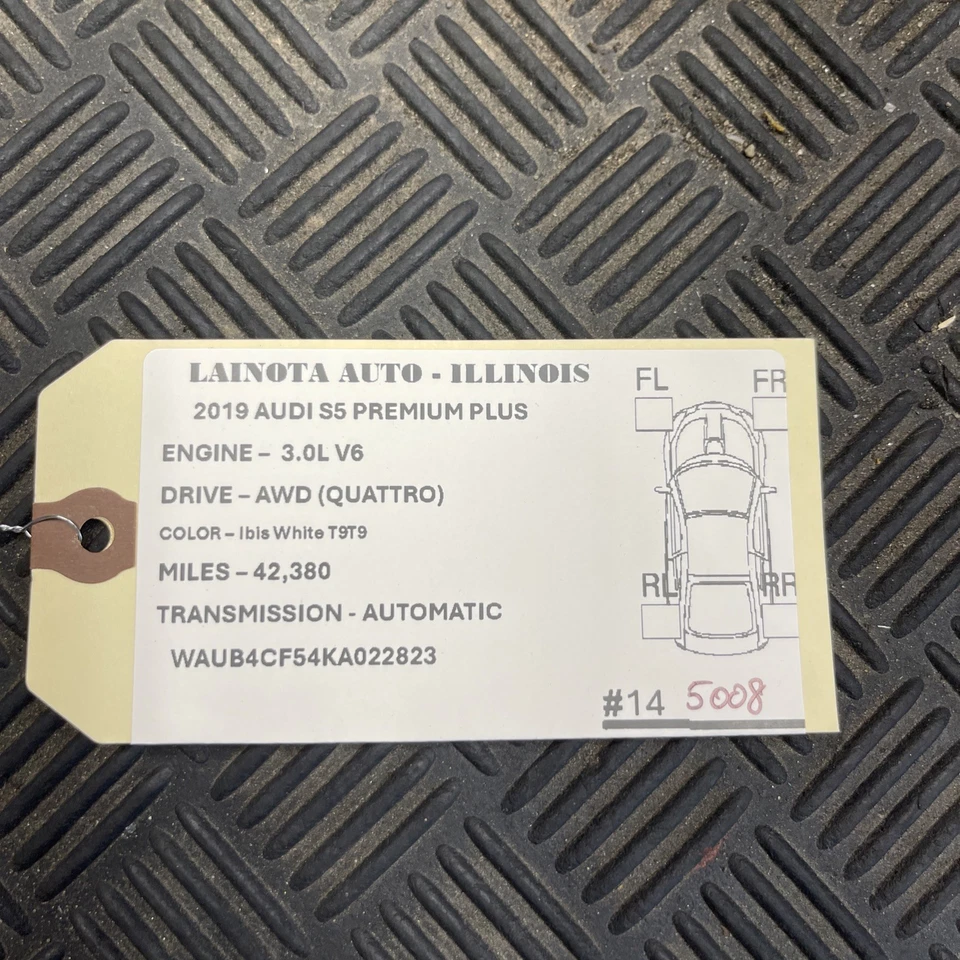 LAINOTA AUTO - ILLINOIS
2019 AUDI S5 PREMIUM PLUS
ENGINE – 3.0L V6
DRIVE – AWD (QUATTRO)
COLOR – Ibis White T9T9
MILES – 42,380
TRANSMISSION - AUTOMATIC
WAUB4CF54KA022823
FL FR
RL RR
#14 5008